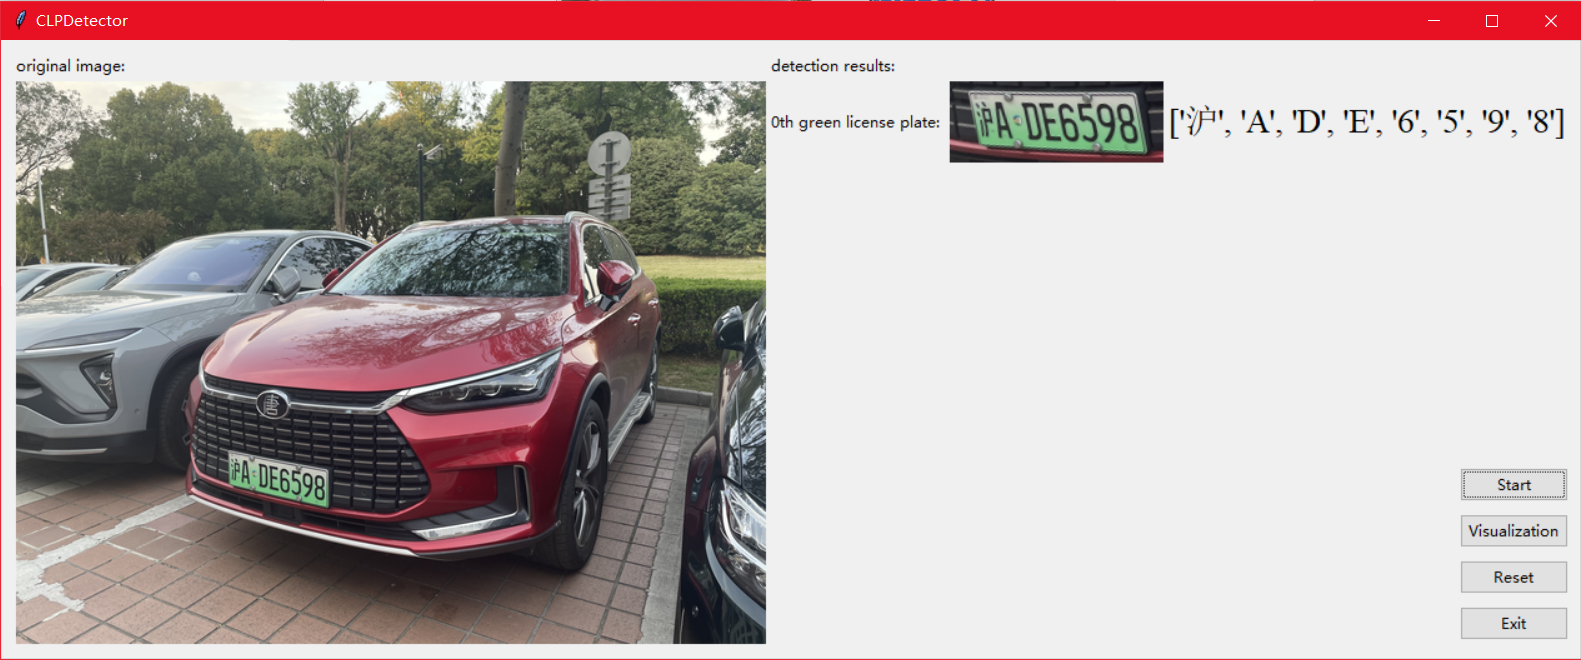 CLPDetector
original image:
唐
沪A DE6598
detection results:
0th green license plate:
沪A·DE6598
['沪', 'A', 'D', 'E', '6', '5', '9', '8']
Start
Visualization
Reset
Exit